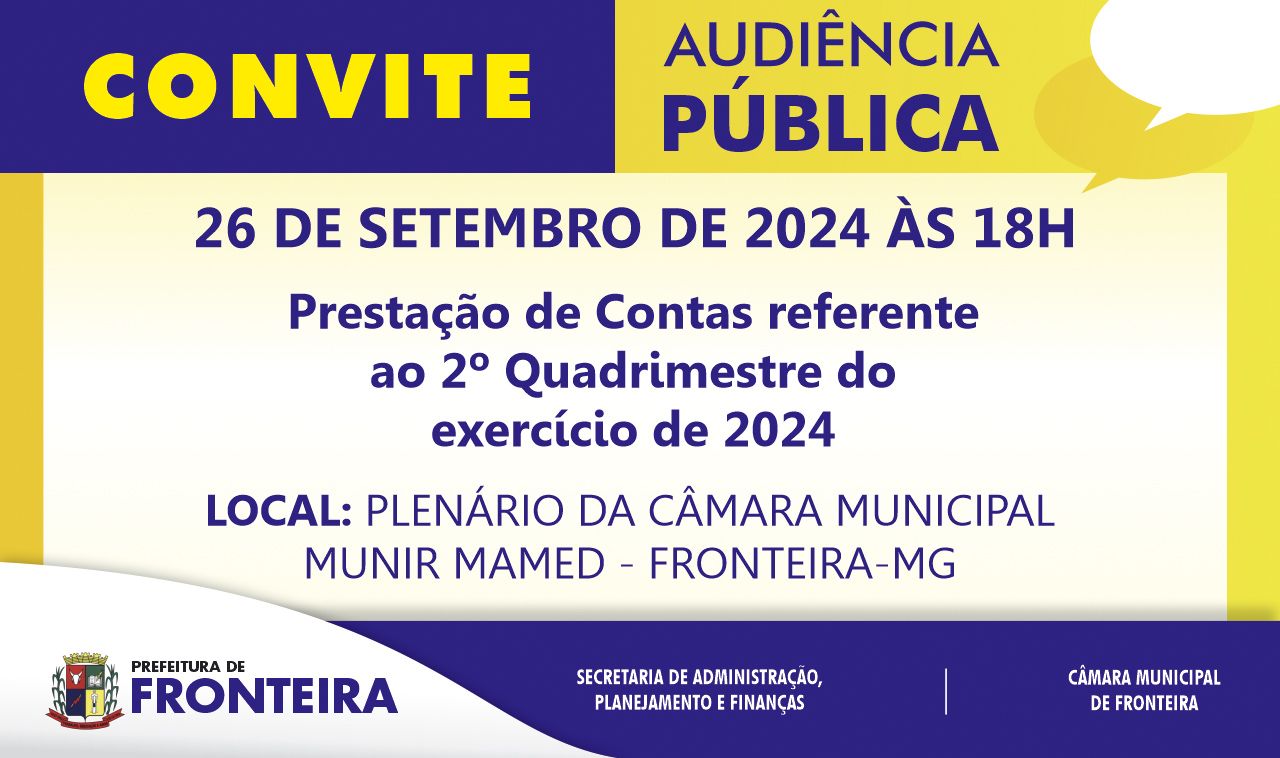 CONVITE
AUDIÊNCIA
PÚBLICA
26 DE SETEMBRO DE 2024 ÀS 18H
Prestação de Contas referente
ao 2º Quadrimestre do
exercício de 2024
LOCAL: PLENÁRIO DA CÂMARA MUNICIPAL
MUNIR MAMED - FRONTEIRA-MG
PREFEITURA DE
FRONTEIRA
SECRETARIA DE ADMINISTRAÇÃO,
PLANEJAMENTO E FINANÇAS
CÂMARA MUNICIPAL
DE FRONTEIRA